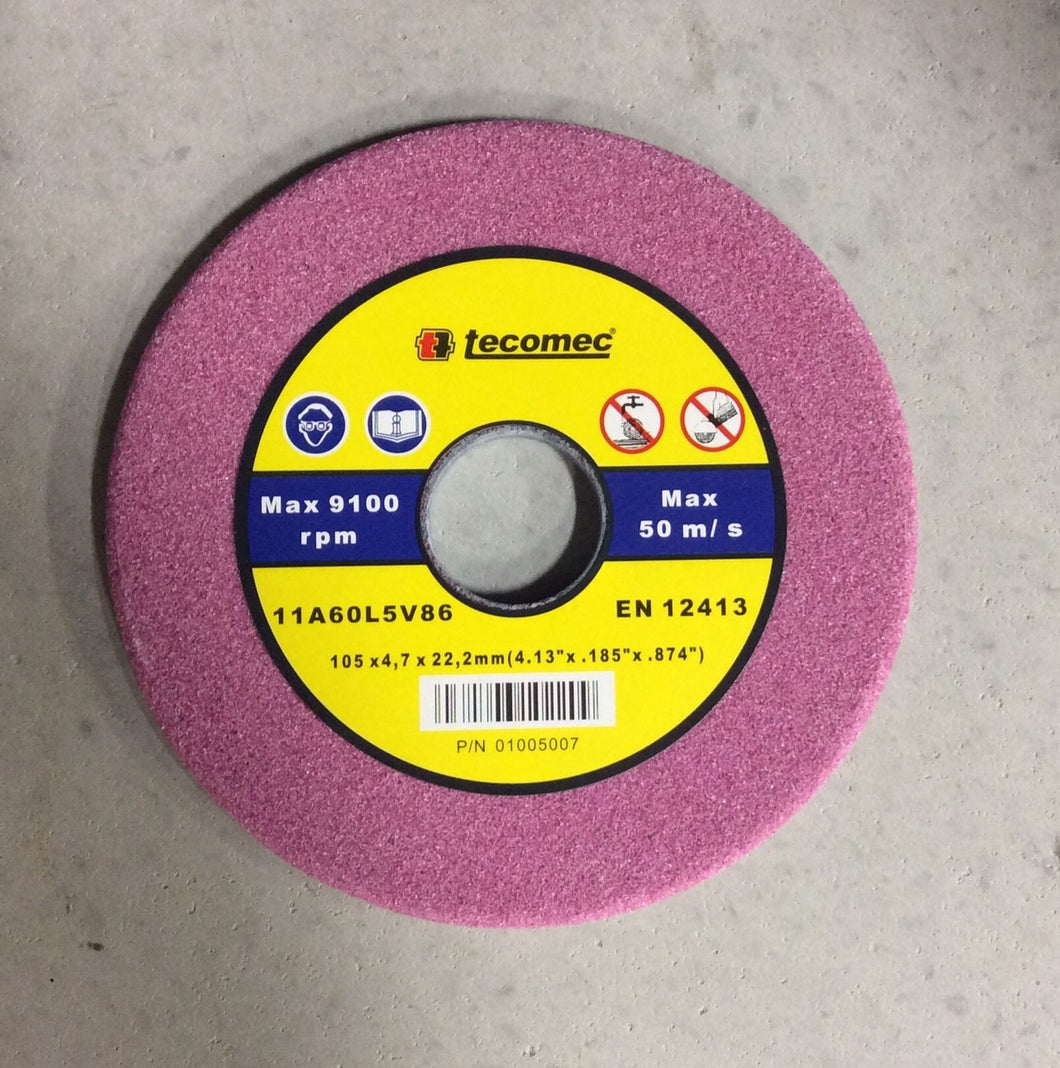 tecomec®
Max 9100
rpm
Max
50 m/ s
11A60L5V86
EN 12413
105 x4,7 x 22,2mm(4.13"x .185"x .874")
P/N 01005007